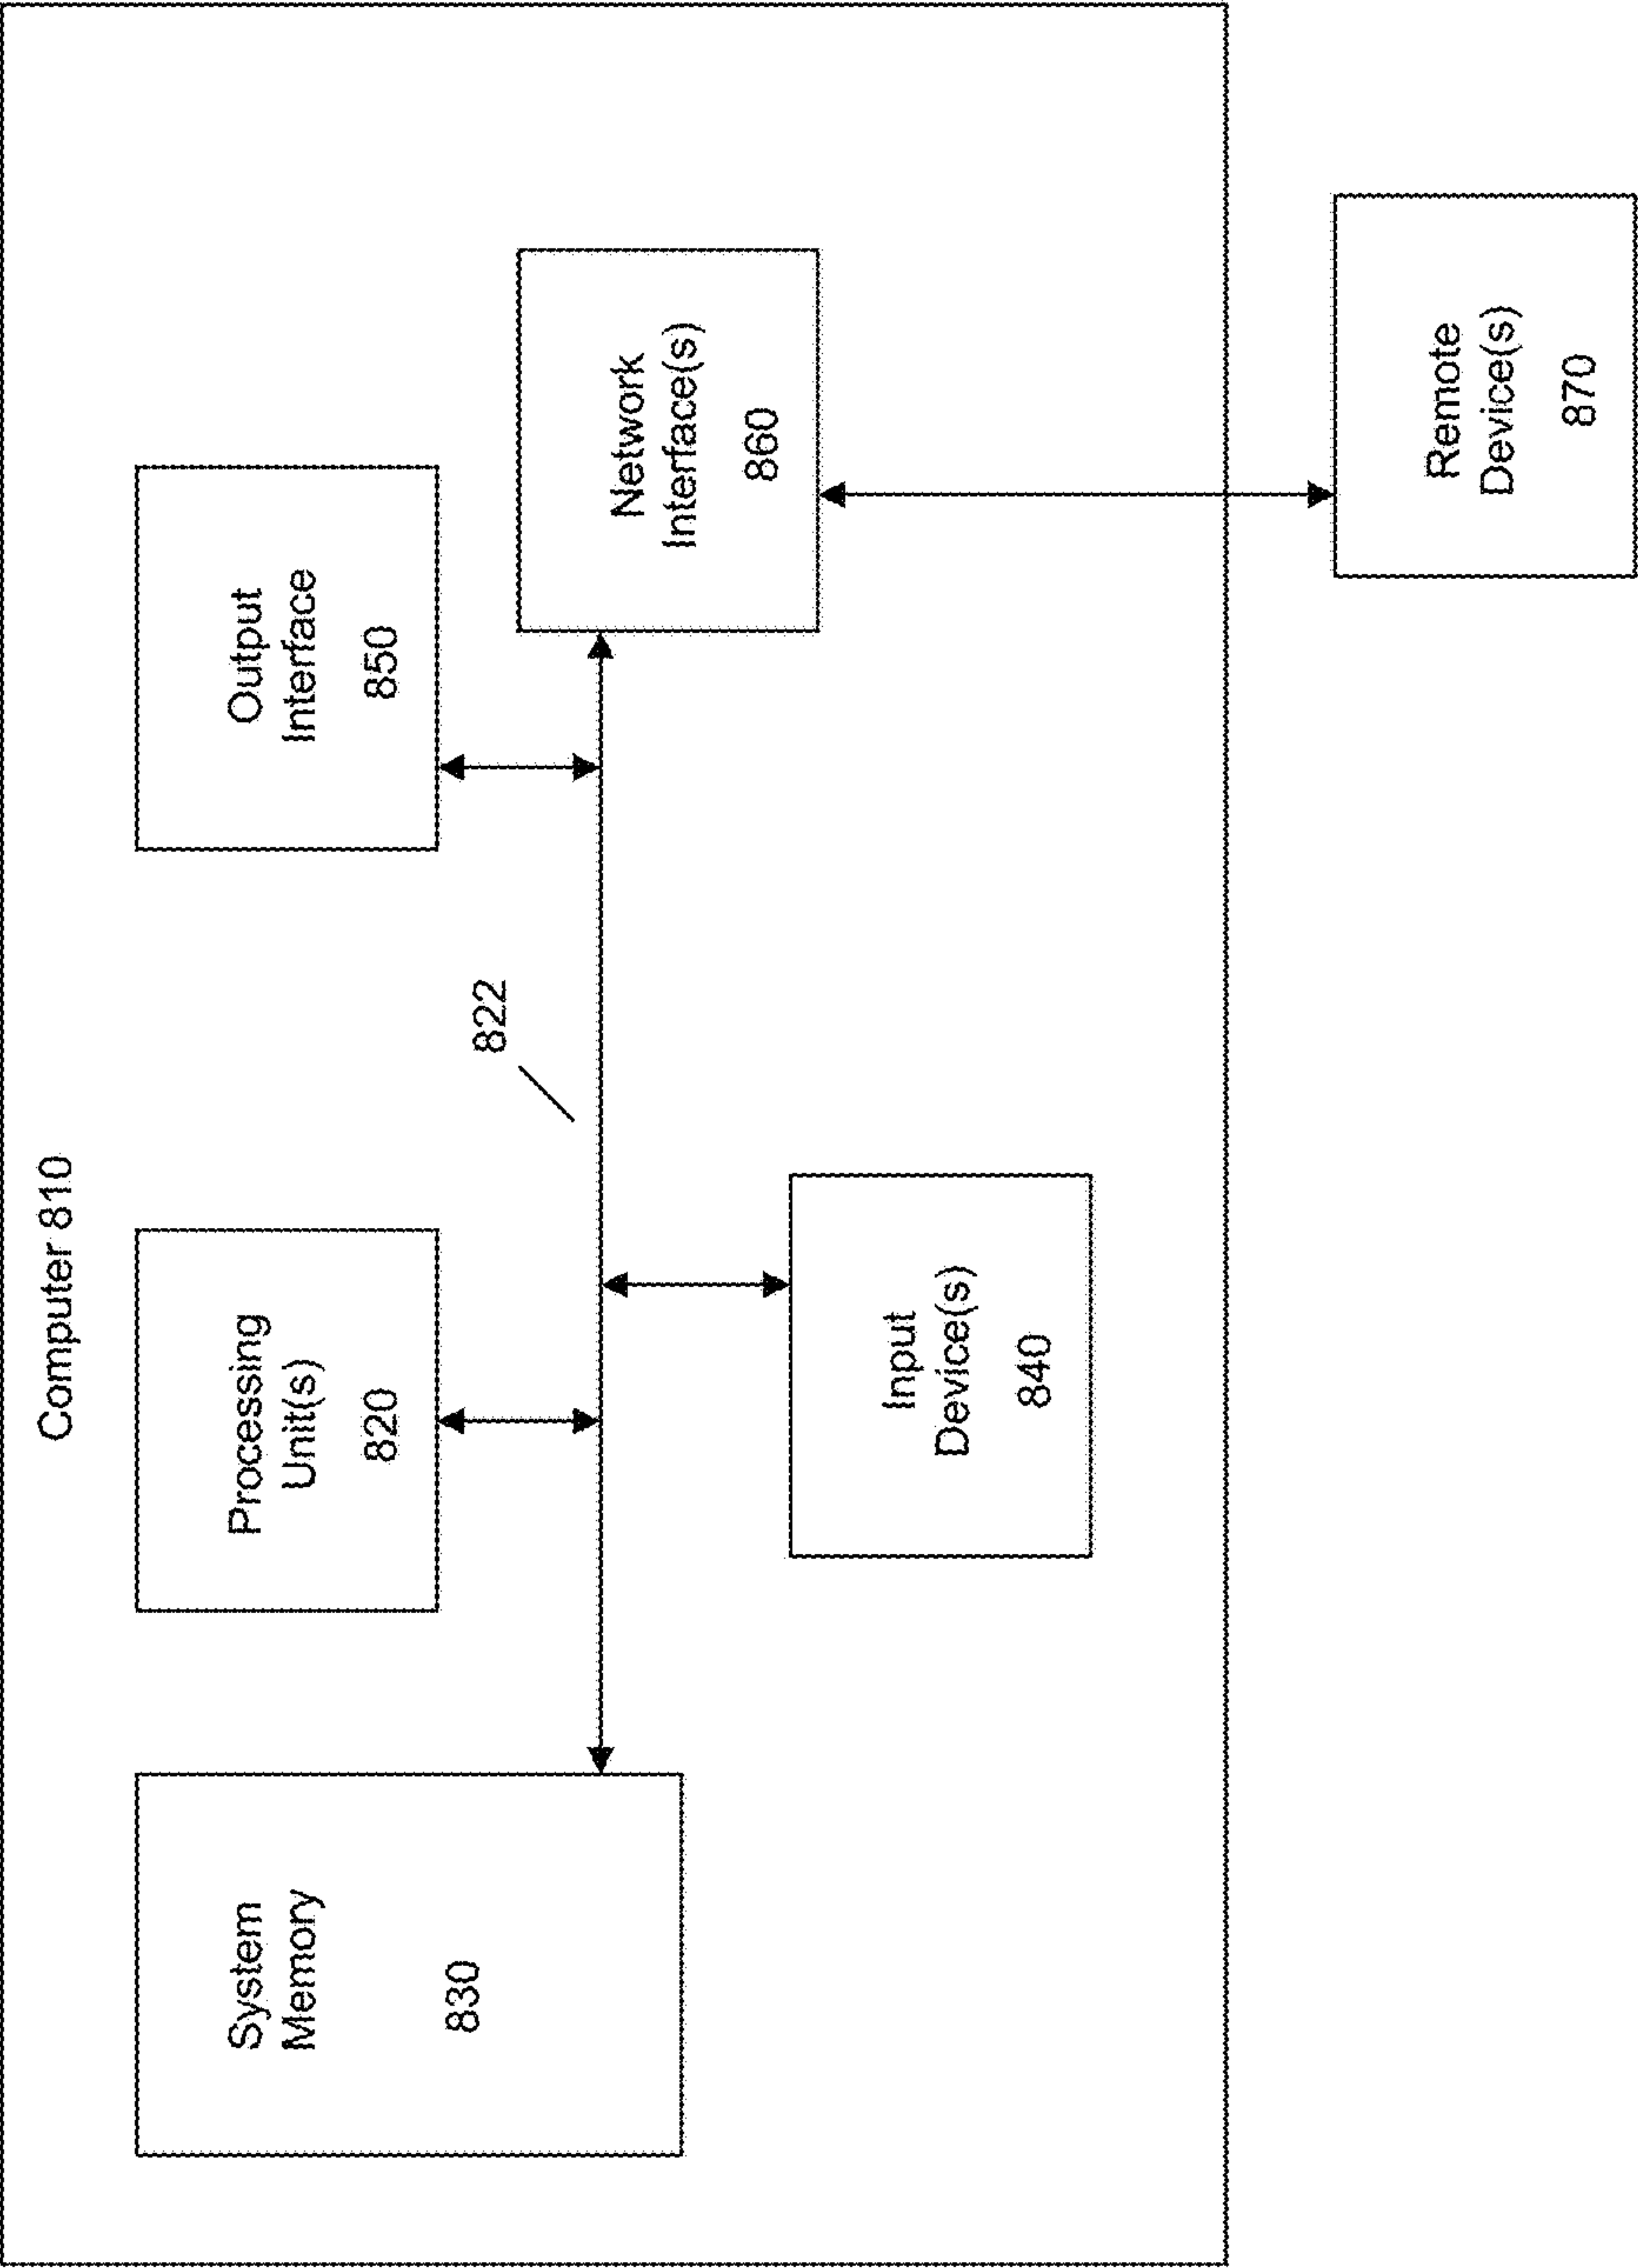 Computer 810
System
Memory
830
Processing
Unit(s)
820
Output
Interface
850
822
Network
Interface(s)
860
Input
Device(s)
840
Remote
Device(s)
870